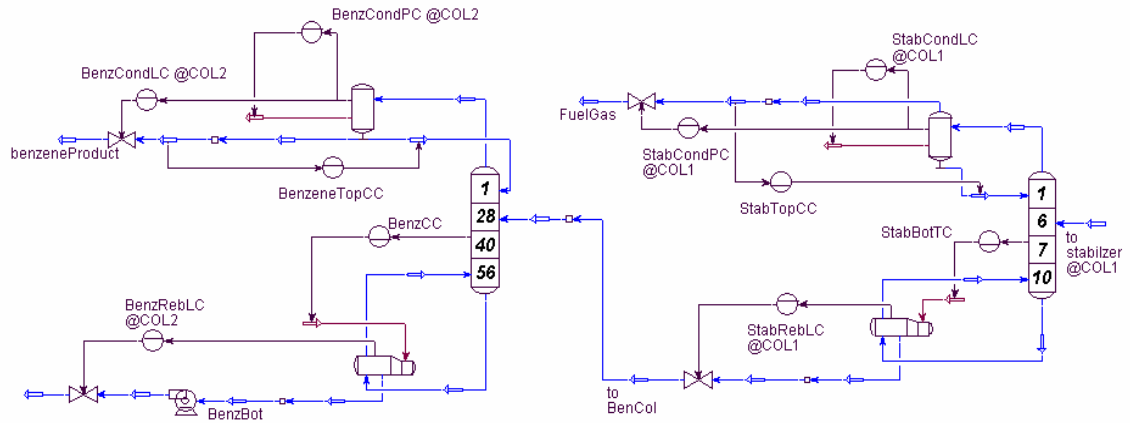 BenzCondPC @COL2
BenzCondLC @COL2
benzeneProduct
BenzeneTopCC
1
28
40
56
BenzCC
BenzRebLC
@COL2
BenzBot
StabCondLC
@COL1
FuelGas
StabCondPC
@COL1
StabTopCC
1
6
7
10
to
stabilzer
@COL1
StabBotTC
StabRebLC
@COL1
to
BenCol